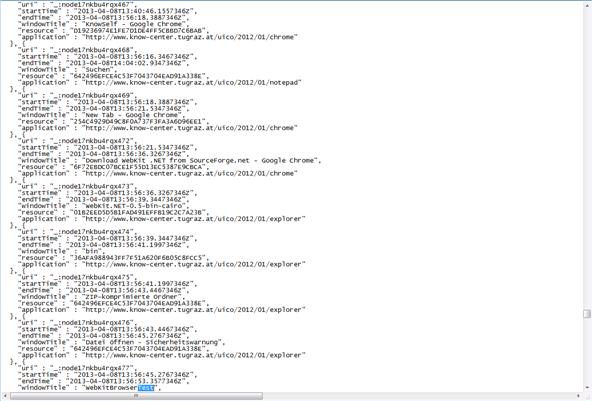 "uri" : "_:node17nkbu4rqx467",
"startTime" : "2013-04-08T13:40:46.1557346Z",
"endTime" : "2013-04-08T13:56:18.3887346Z",
"windowTitle" : "KnowSelf - Google Chrome",
"resource" : "D19236974E1FE7D1DE4FF5CBBD7C6BAB",
"application" : "http://www.know-center.tugraz.at/uico/2012/01/chrome"
}, {
"uri" : "_:node17nkbu4rqx468",
"startTime" : "2013-04-08T13:56:16.3467346Z",
"endTime" : "2013-04-08T14:04:02.9347346Z",
"windowTitle" : "Suchen",
"resource" : "642496EFCE4C53F7043704EAD91A338E",
"application" : "http://www.know-center.tugraz.at/uico/2012/01/notepad"
}, {
"uri" : "_:node17nkbu4rqx469",
"startTime" : "2013-04-08T13:56:18.3887346Z",
"endTime" : "2013-04-08T13:56:21.5347346Z",
"windowTitle" : "New Tab - Google Chrome",
"resource" : "254C4929D49C8F0A737F3FA3A6D96EE1",
"application" : "http://www.know-center.tugraz.at/uico/2012/01/chrome"
}, {
"uri" : "_:node17nkbu4rqx472",
"startTime" : "2013-04-08T13:56:21.5347346Z",
"endTime" : "2013-04-08T13:56:36.3267346Z",
"windowTitle" : "Download WebKit .NET from SourceForge.net - Google Chrome",
"resource" : "6F72E8DC07BCE1F55D13EC5387E9CBCA",
"application" : "http://www.know-center.tugraz.at/uico/2012/01/chrome"
}, {
"uri" : "_:node17nkbu4rqx473",
"startTime" : "2013-04-08T13:56:36.3267346Z",
"endTime" : "2013-04-08T13:56:39.3447346Z",
"windowTitle" : "WebKit.NET-0.5-bin-cairo",
"resource" : "01B2EED5D581FAD491EFFB19C2C7A23B",
"application" : "http://www.know-center.tugraz.at/uico/2012/01/explorer"
}, {
"uri" : "_:node17nkbu4rqx474",
"startTime" : "2013-04-08T13:56:39.3447346Z",
"endTime" : "2013-04-08T13:56:41.1997346Z",
"windowTitle" : "bin",
"resource" : "36AFA988943FF7F51A620F6B05C8FCC5",
"application" : "http://www.know-center.tugraz.at/uico/2012/01/explorer"
}, {
"uri" : "_:node17nkbu4rqx475",
"startTime" : "2013-04-08T13:56:41.1997346Z",
"endTime" : "2013-04-08T13:56:43.4467346Z",
"windowTitle" : "ZIP-komprimierte Ordner",
"resource" : "642496EFCE4C53F7043704EAD91A338E",
"application" : "http://www.know-center.tugraz.at/uico/2012/01/explorer"
}, {
"uri" : "_:node17nkbu4rqx476",
"startTime" : "2013-04-08T13:56:43.4467346Z",
"endTime" : "2013-04-08T13:56:45.2767346Z",
"windowTitle" : "Datei öffnen - Sicherheitswarnung",
"resource" : "642496EFCE4C53F7043704EAD91A338E",
"application" : "http://www.know-center.tugraz.at/uico/2012/01/explorer"
}, {
"uri" : "_:node17nkbu4rqx477",
"startTime" : "2013-04-08T13:56:45.2767346Z",
"endTime" : "2013-04-08T13:56:53.3577346Z",
"windowTitle" : "WebKitBrowserTest",